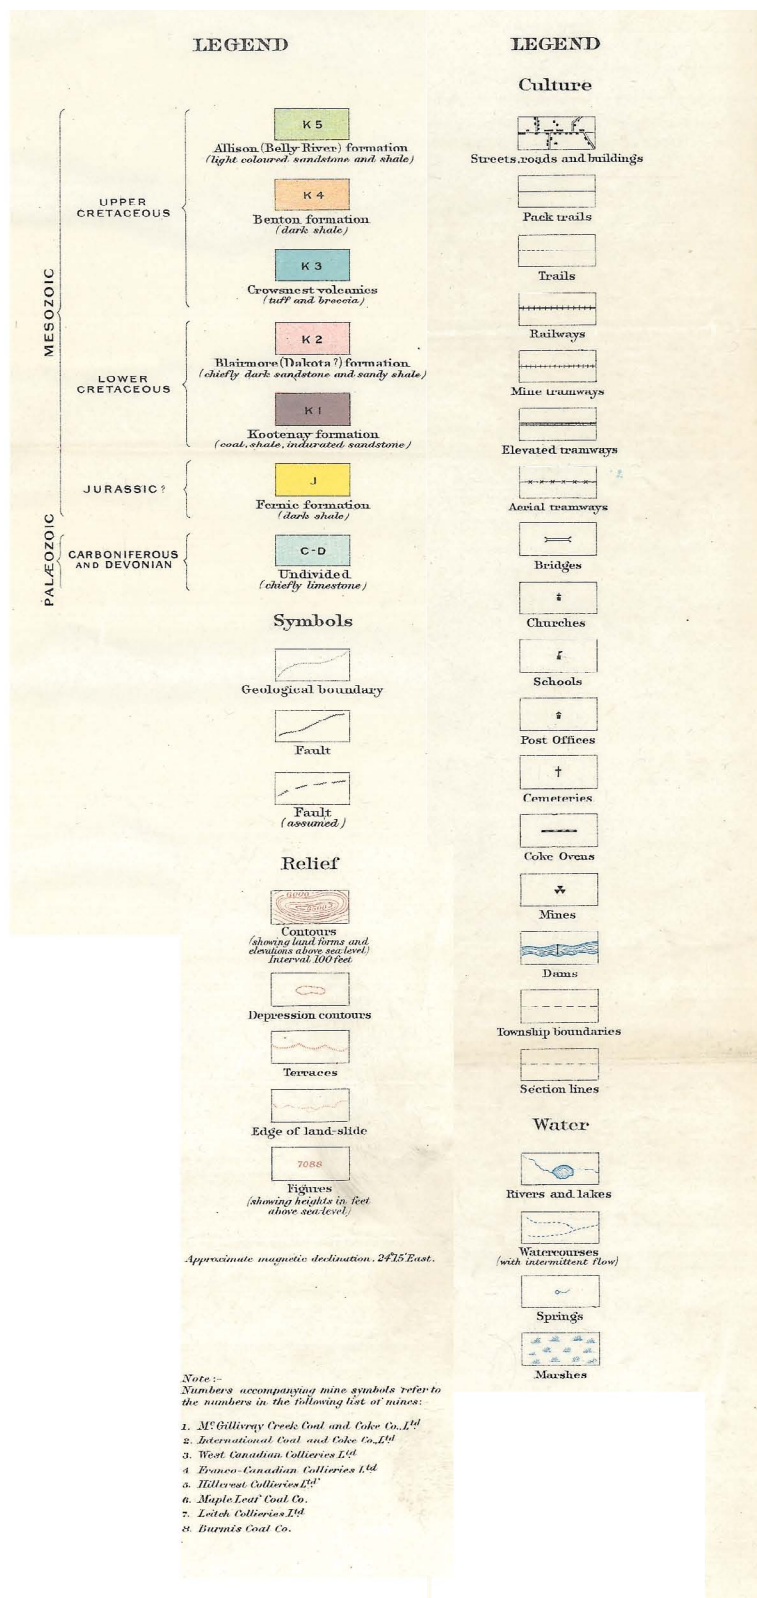 LEGEND
MESOZOIC
UPPER
CRETACEOUS
K 5
Allison (Belly River) formation
(light coloured sandstone and shale)
K 4
Benton formation
(dark shale)
K 3
Crowsnest volcanics
(tuff and breccia)
LOWER
CRETACEOUS
K 2
Blairmore (Dakota ?) formation
(chiefly dark sandstone and sandy shale)
K 1
Kootenay formation
(coal, shale, indurated sandstone)
JURASSIC ?
J
Fernie formation
(dark shale)
PALÆOZOIC
CARBONIFEROUS
AND DEVONIAN
C-D
Undivided
(chiefly limestone)
Symbols
Geological boundary
Fault
Fault
(assumed)
Relief
6000
Contours
(showing land forms and
elevations above sea level)
Interval 100 feet
Depression contours
Terraces
Edge of land-slide
7088
Figures
(showing heights in feet
above sea level)
Approximate magnetic declination, 24°15' East.
Note :-
Numbers accompanying mine symbols refer to
the numbers in the following list of mines:
1. Mc Gillivray Creek Coal and Coke Co., Ltd
2. International Coal and Coke Co., Ltd
3. West Canadian Collieries Ltd
4 Franco-Canadian Collieries Ltd
5. Hillcrest Collieries Ltd
6. Maple Leaf Coal Co.
7. Leitch Collieries Ltd
8. Burmis Coal Co.
LEGEND
Culture
Streets, roads and buildings
Pack trails
Trails
Railways
Mine tramways
Elevated tramways
Aerial tramways
Bridges
Churches
Schools
Post Offices
Cemeteries
Coke Ovens
Mines
Dams
Township boundaries
Section lines
Water
Rivers and lakes
Watercourses
(with intermittent flow)
Springs
Marshes